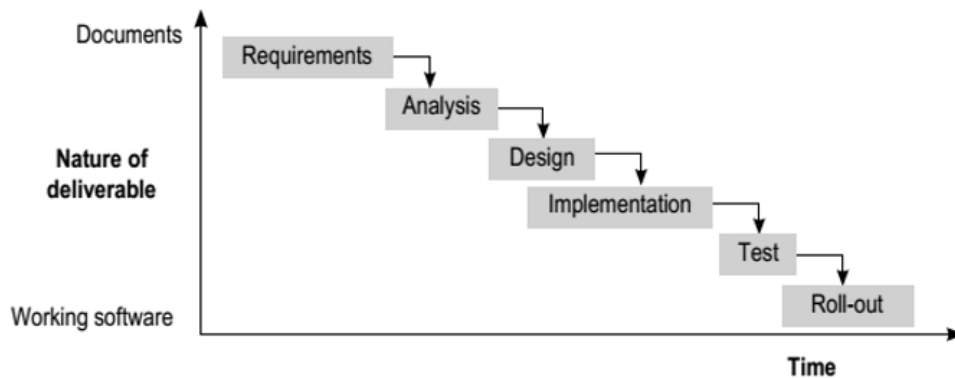 Documents
Requirements
Analysis
Nature of
deliverable
Design
Implementation
Test
Roll-out
Working software
Time